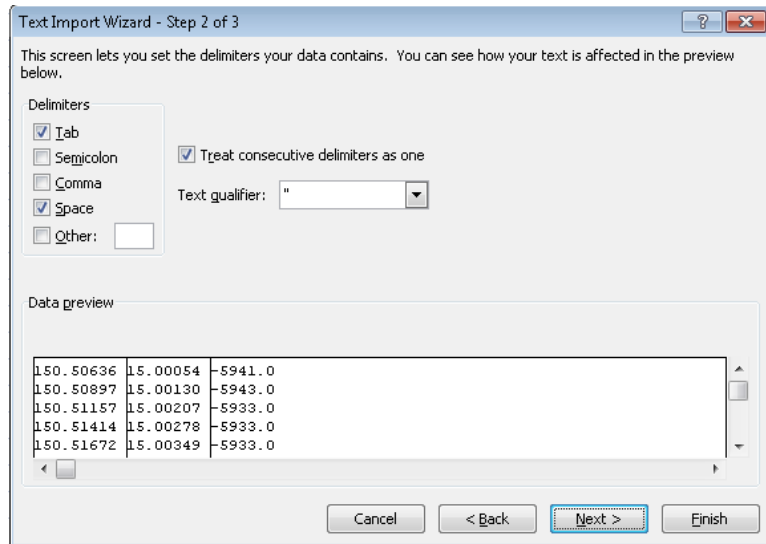 Text Import Wizard - Step 2 of 3
This screen lets you set the delimiters your data contains.  You can see how your text is affected in the preview
below.
Delimiters
Tab
Semicolon
Comma
Space
Other:
Treat consecutive delimiters as one
Text qualifier: "
Data preview
150.50636 15.00054 -5941.0
150.50897 15.00130 -5943.0
150.51157 15.00207 -5933.0
150.51414 15.00278 -5933.0
150.51672 15.00349 -5933.0
Cancel < Back Next > Finish